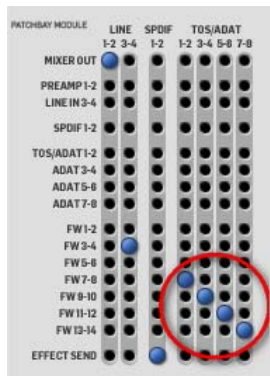 PATCHBAY MODULE
LINE SPDIF TOS/ADAT
1-2 3-4 1-2 1-2 3-4 5-6 7-8
MIXER OUT
PREAMP 1-2
LINE IN 3-4
SPDIF 1-2
TOS/ADAT 1-2
ADAT 3-4
ADAT 5-6
ADAT 7-8
FW 1-2
FW 3-4
FW 5-6
FW 7-8
FW 9-10
FW 11-12
FW 13-14
EFFECT SEND